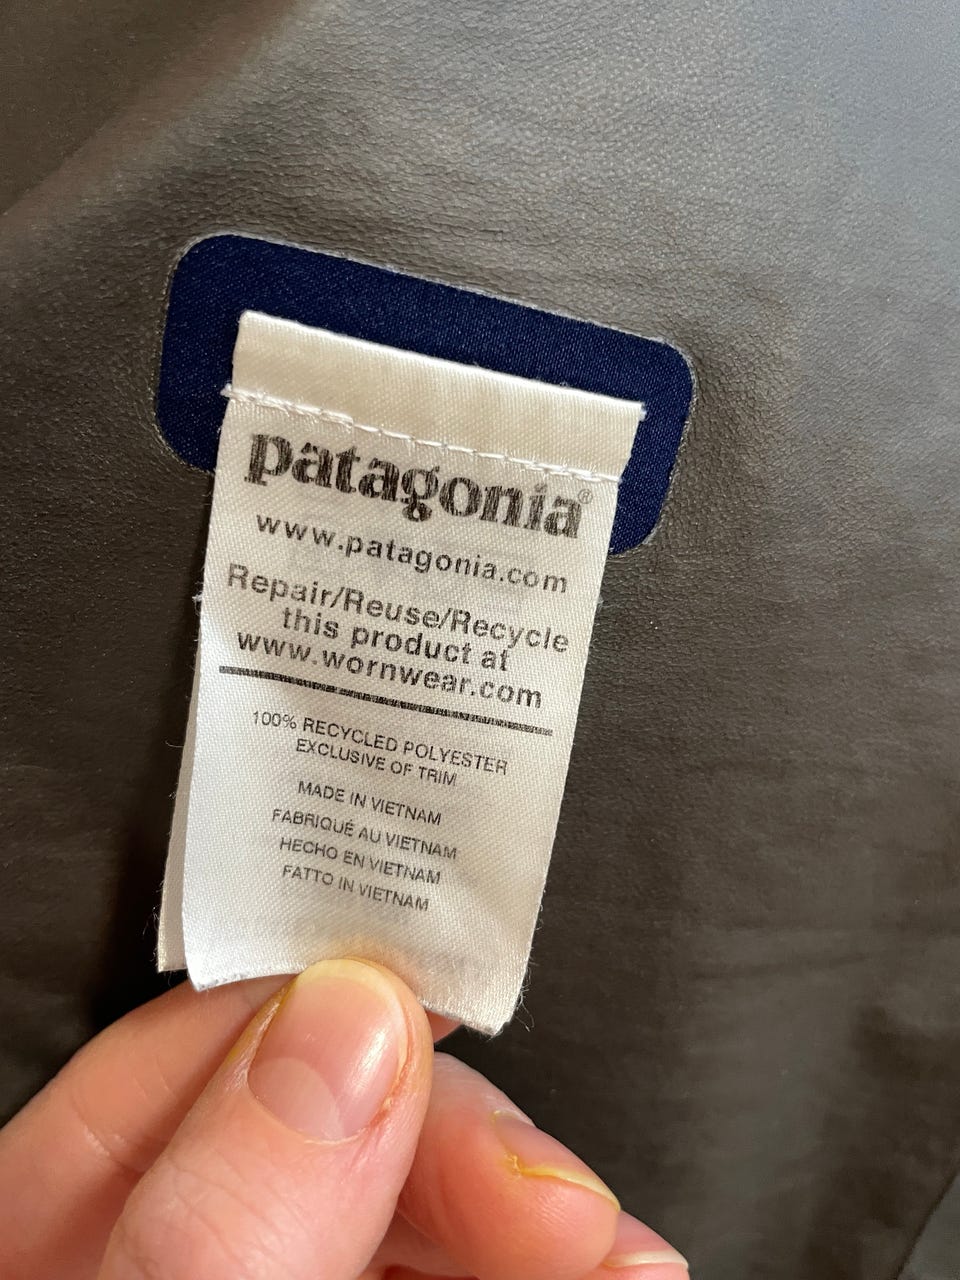 patagonia®
www.patagonia.com
Repair/Reuse/Recycle
this product at
www.wornwear.com
100% RECYCLED POLYESTER
EXCLUSIVE OF TRIM
MADE IN VIETNAM
FABRIQUÉ AU VIETNAM
HECHO EN VIETNAM
FATTO IN VIETNAM